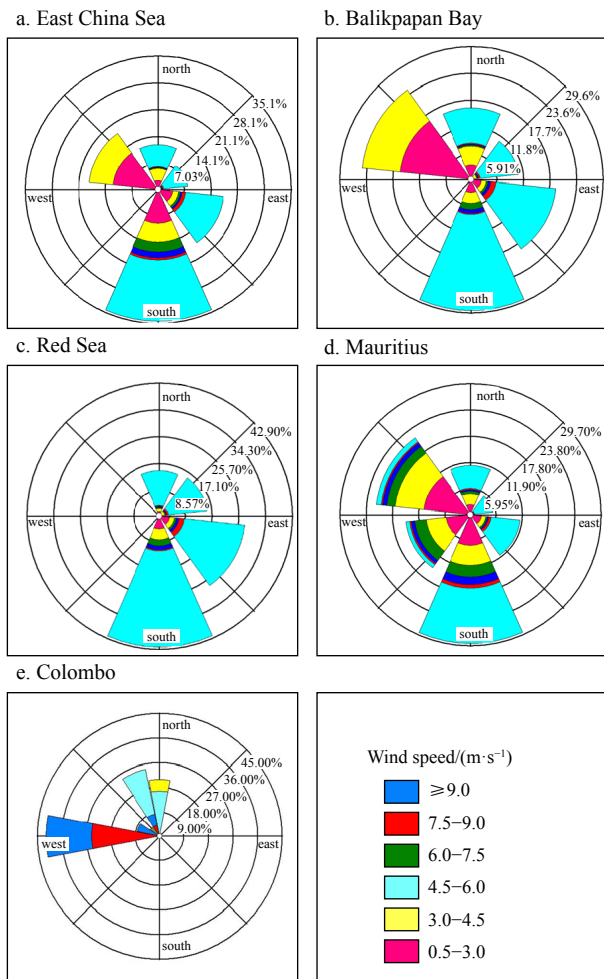 a. East China Sea
north
35.1%
28.1%
21.1%
14.1%
7.03%
west
east
south
b. Balikpapan Bay
north
29.6%
23.6%
17.7%
11.8%
5.91%
west
east
south
c. Red Sea
north
42.90%
34.30%
25.70%
17.10%
8.57%
west
east
south
d. Mauritius
north
29.70%
23.80%
17.80%
11.90%
5.95%
west
east
south
e. Colombo
north
45.00%
36.00%
27.00%
18.00%
9.00%
west
east
south
Wind speed/(m·s⁻¹)
≥9.0
7.5−9.0
6.0−7.5
4.5−6.0
3.0−4.5
0.5−3.0